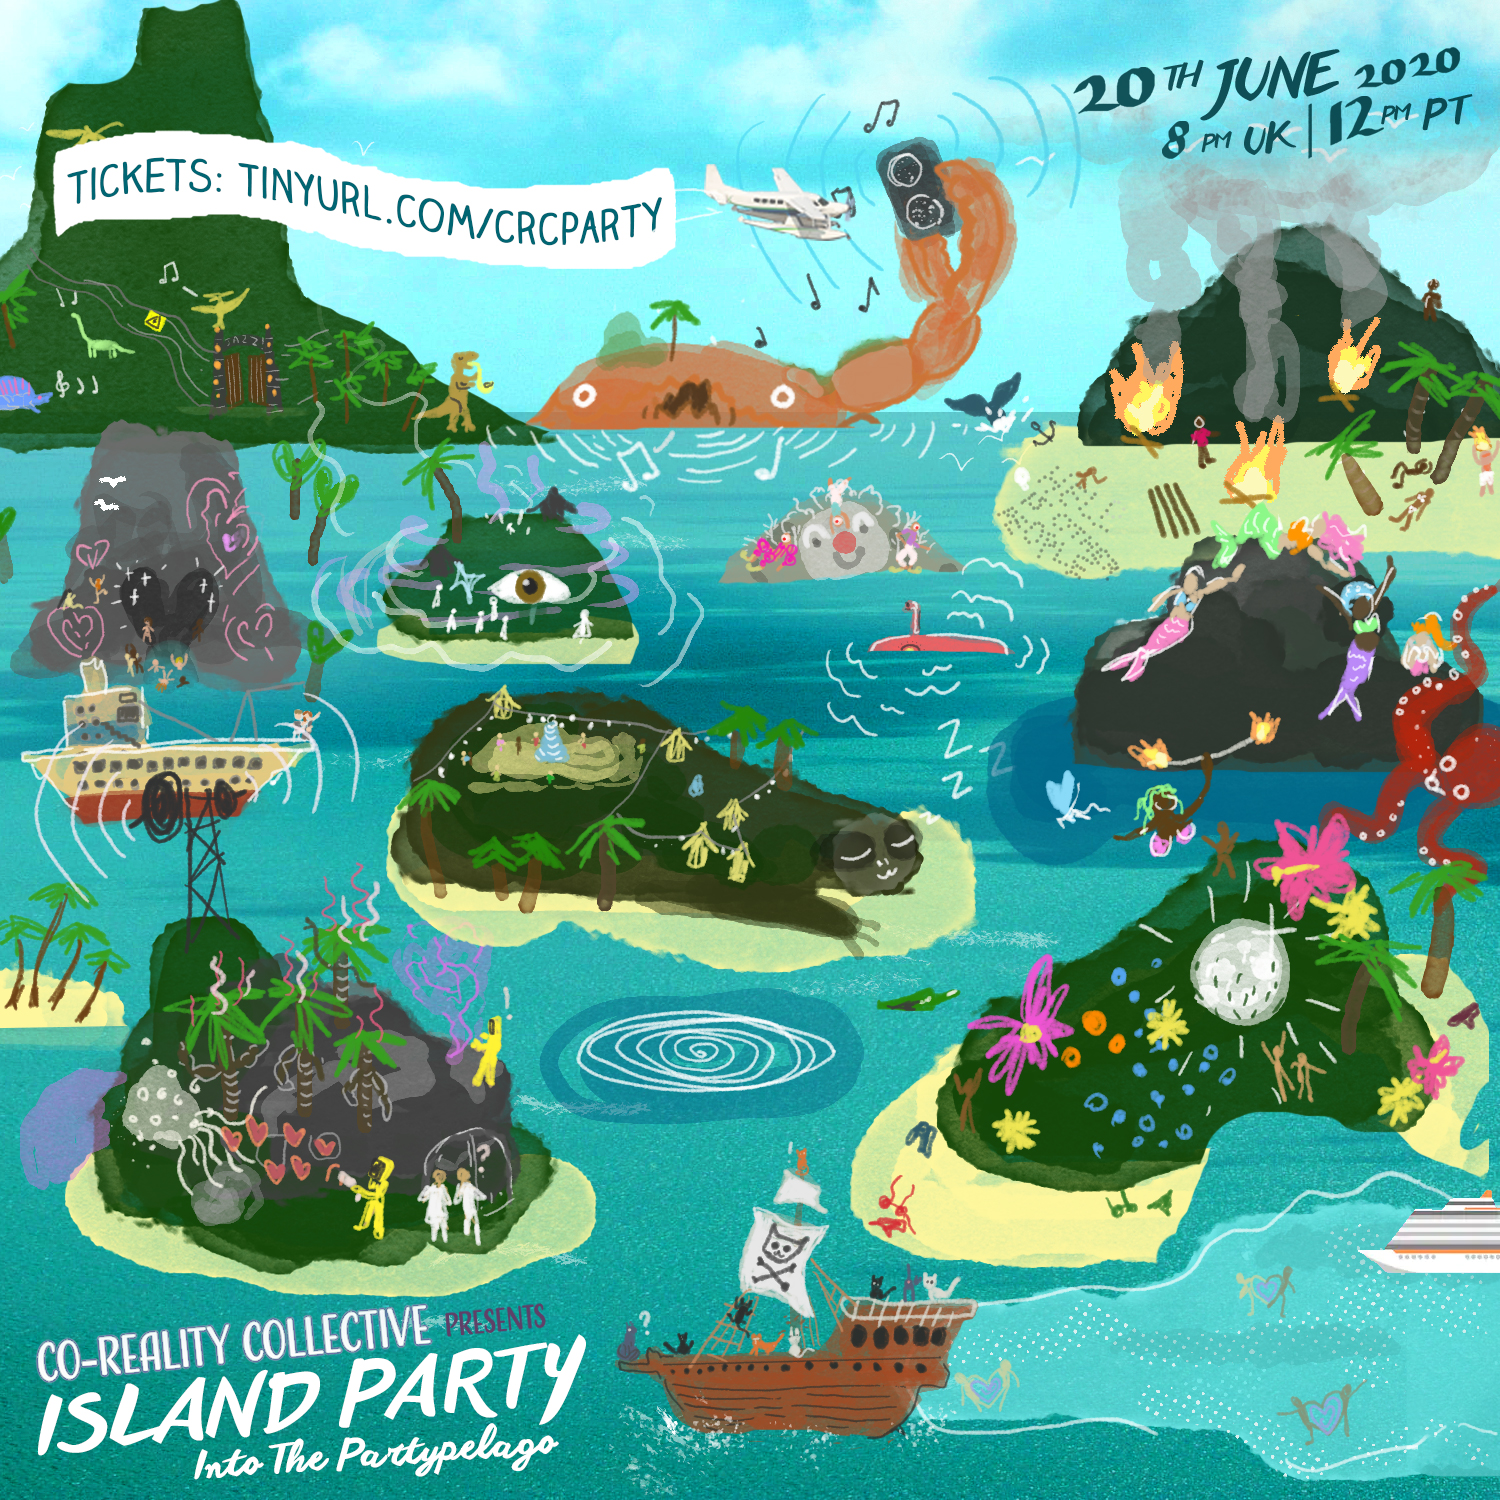 20TH JUNE 2020
8PM UK | 12PM PT
TICKETS: TINYURL.COM/CRCPARTY
JAZZ!
Z
Z
Z
Z
?
!
?
CO-REALITY COLLECTIVE PRESENTS
ISLAND PARTY
Into The Partypelago